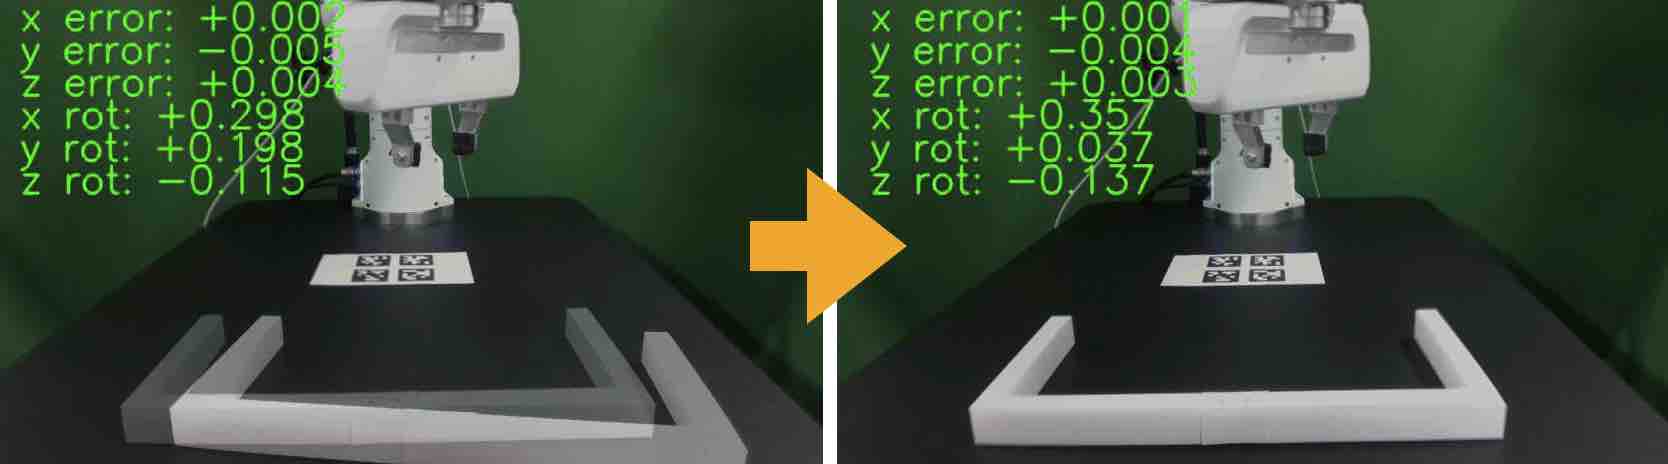 x error: +0.002
y error: -0.005
z error: +0.004
x rot: +0.298
y rot: +0.198
z rot: -0.115
x error: +0.001
y error: -0.004
z error: +0.003
x rot: +0.357
y rot: +0.037
z rot: -0.137